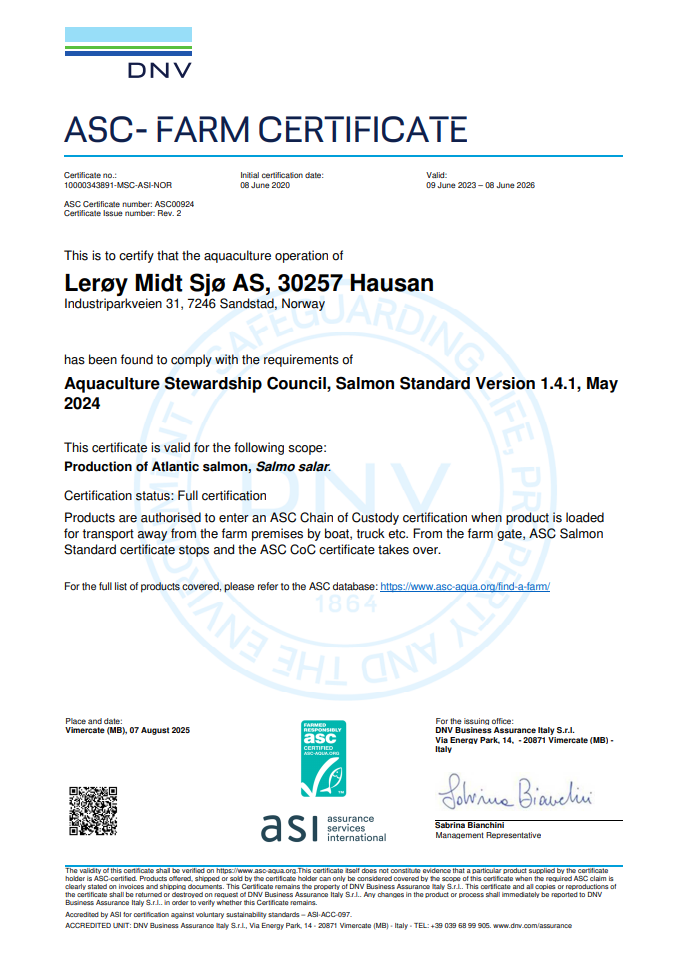 DNV
ASC- FARM CERTIFICATE
Certificate no.:
10000343891-MSC-ASI-NOR
Initial certification date:
08 June 2020
Valid:
09 June 2023 – 08 June 2026
ASC Certificate number: ASC00924
Certificate Issue number: Rev. 2
This is to certify that the aquaculture operation of
Lerøy Midt Sjø AS, 30257 Hausan
Industriparkveien 31, 7246 Sandstad, Norway
has been found to comply with the requirements of
Aquaculture Stewardship Council, Salmon Standard Version 1.4.1, May
2024
This certificate is valid for the following scope:
Production of Atlantic salmon, Salmo salar.
Certification status: Full certification
Products are authorised to enter an ASC Chain of Custody certification when product is loaded
for transport away from the farm premises by boat, truck etc. From the farm gate, ASC Salmon
Standard certificate stops and the ASC CoC certificate takes over.
For the full list of products covered, please refer to the ASC database: https://www.asc-aqua.org/find-a-farm/
SAFEGUARDING LIFE, PROPERTY AND THE ENVIRONMENT
DNV
1864
Place and date:
Vimercate (MB), 07 August 2025
FARMED
RESPONSIBLY
asc
CERTIFIED
ASC-AQUA.ORG
TM
asi assurance
services
international
For the issuing office:
DNV Business Assurance Italy S.r.l.
Via Energy Park, 14, - 20871 Vimercate (MB) -
Italy
Sabrina Bianchini
Sabrina Bianchini
Management Representative
The validity of this certificate shall be verified on https://www.asc-aqua.org.This certificate itself does not constitute evidence that a particular product supplied by the certificate
holder is ASC-certified. Products offered, shipped or sold by the certificate holder can only be considered covered by the scope of this certificate when the required ASC claim is
clearly stated on invoices and shipping documents. This Certificate remains the property of DNV Business Assurance Italy S.r.l.. This certificate and all copies or reproductions of
the certificate shall be returned or destroyed on request of DNV Business Assurance Italy S.r.l.. Any changes in the product or process shall immediately be reported to DNV
Business Assurance Italy S.r.l.. in order to verify whether this Certificate remains.
Accredited by ASI for certification against voluntary sustainability standards – ASI-ACC-097.
ACCREDITED UNIT: DNV Business Assurance Italy S.r.l., Via Energy Park, 14 - 20871 Vimercate (MB) - Italy - TEL: +39 039 68 99 905. www.dnv.com/assurance